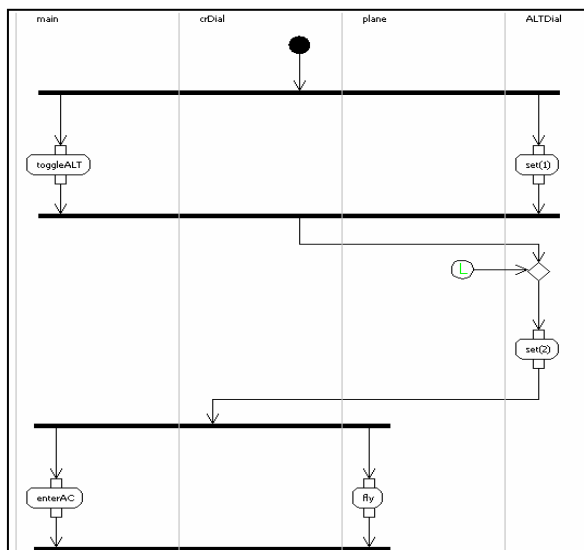 main crDial plane ALTDial
toggleALT set(1)
L
set(2)
enterAC fly